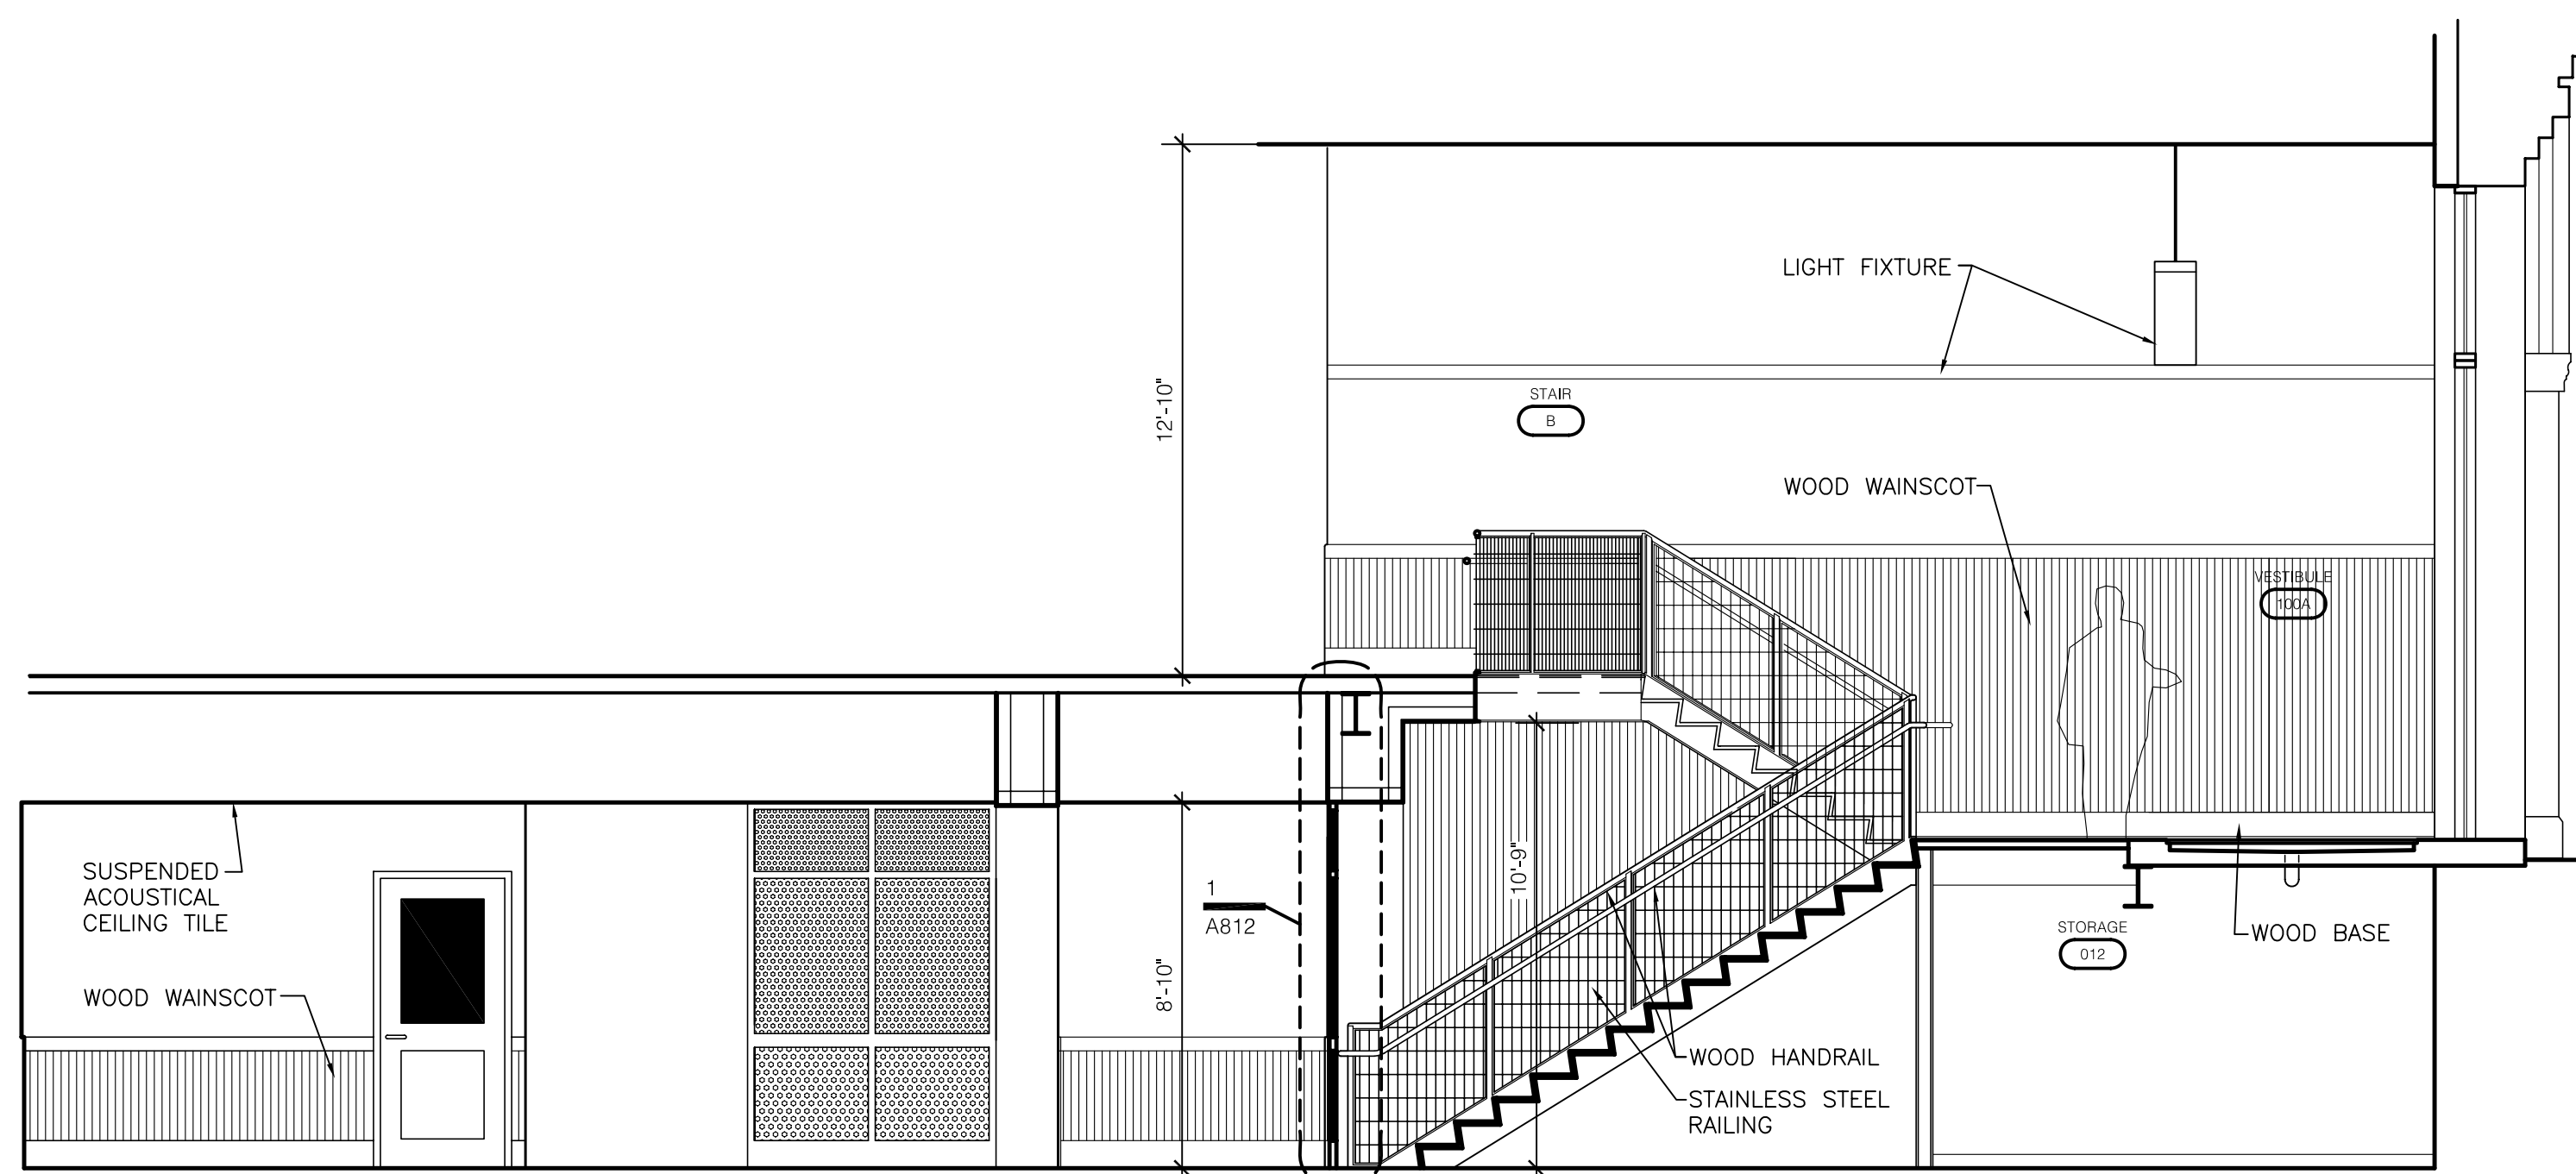 LIGHT FIXTURE
12'-10"
STAIR
B
WOOD WAINSCOT
VESTIBULE
100A
SUSPENDED
ACOUSTICAL
CEILING TILE
1
A812
10'-9"
STORAGE
012
WOOD BASE
WOOD WAINSCOT
8'-10"
WOOD HANDRAIL
STAINLESS STEEL
RAILING